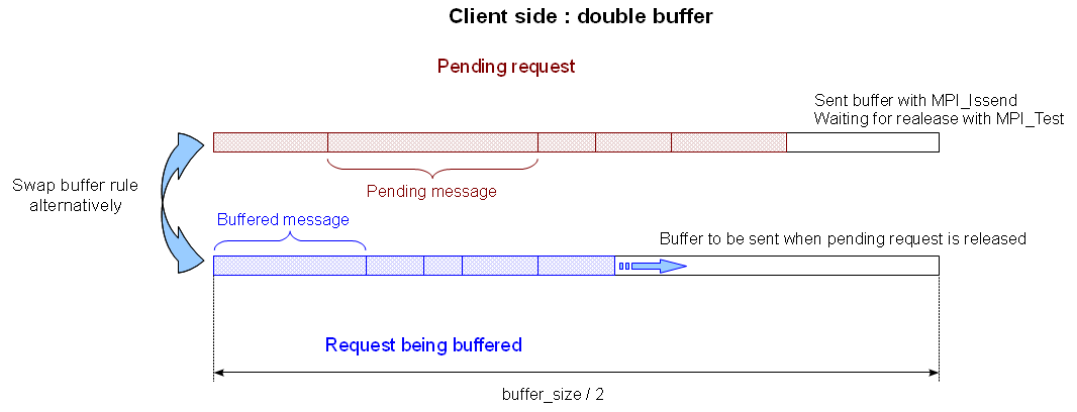 Client side : double buffer
Pending request
Sent buffer with MPI_Issend
Waiting for realease with MPI_Test
Pending message
Swap buffer rule
alternatively
Buffered message
Buffer to be sent when pending request is released
Request being buffered
buffer_size / 2